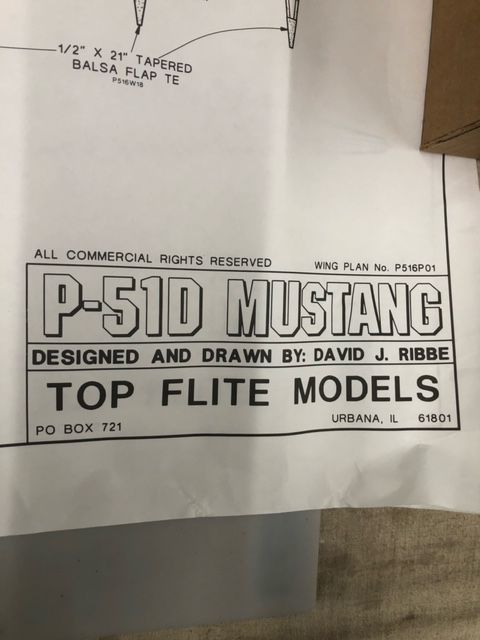 1/2" X 21" TAPERED
BALSA FLAP TE
P516W18
ALL COMMERCIAL RIGHTS RESERVED WING PLAN No. P516P01
P-51D MUSTANG
DESIGNED AND DRAWN BY: DAVID J. RIBBE
TOP FLITE MODELS
PO BOX 721 URBANA, IL 61801